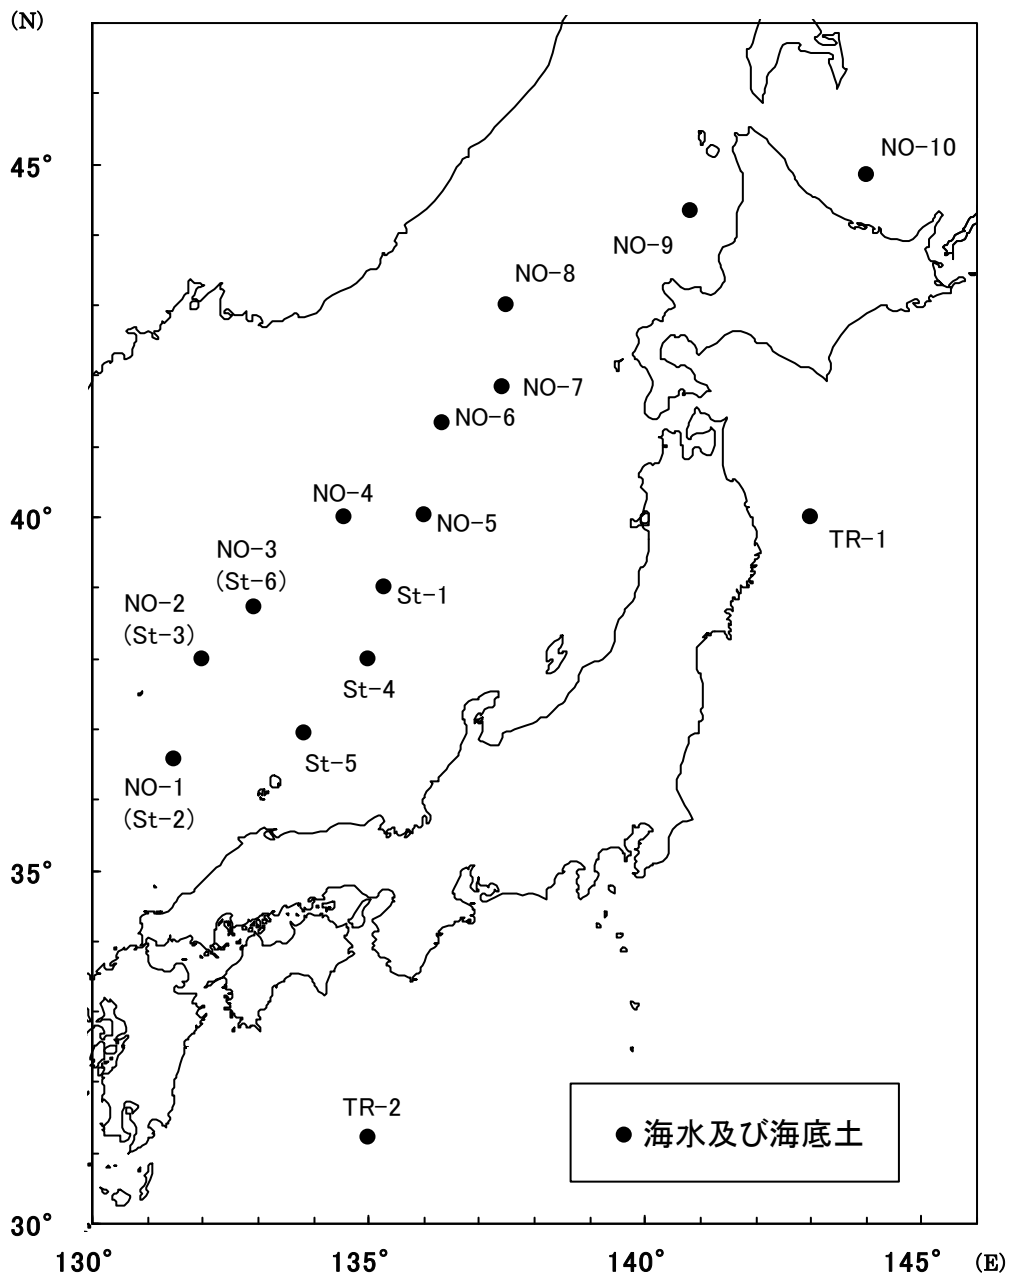 (N)
NO-10
45°
NO-9
NO-8
NO-7
NO-6
NO-4
40°
NO-5
TR-1
NO-3
(St-6)
St-1
NO-2
(St-3)
St-4
St-5
NO-1
(St-2)
35°
TR-2
●海水及び海底土
30°
130°
135°
140°
145°
(E)